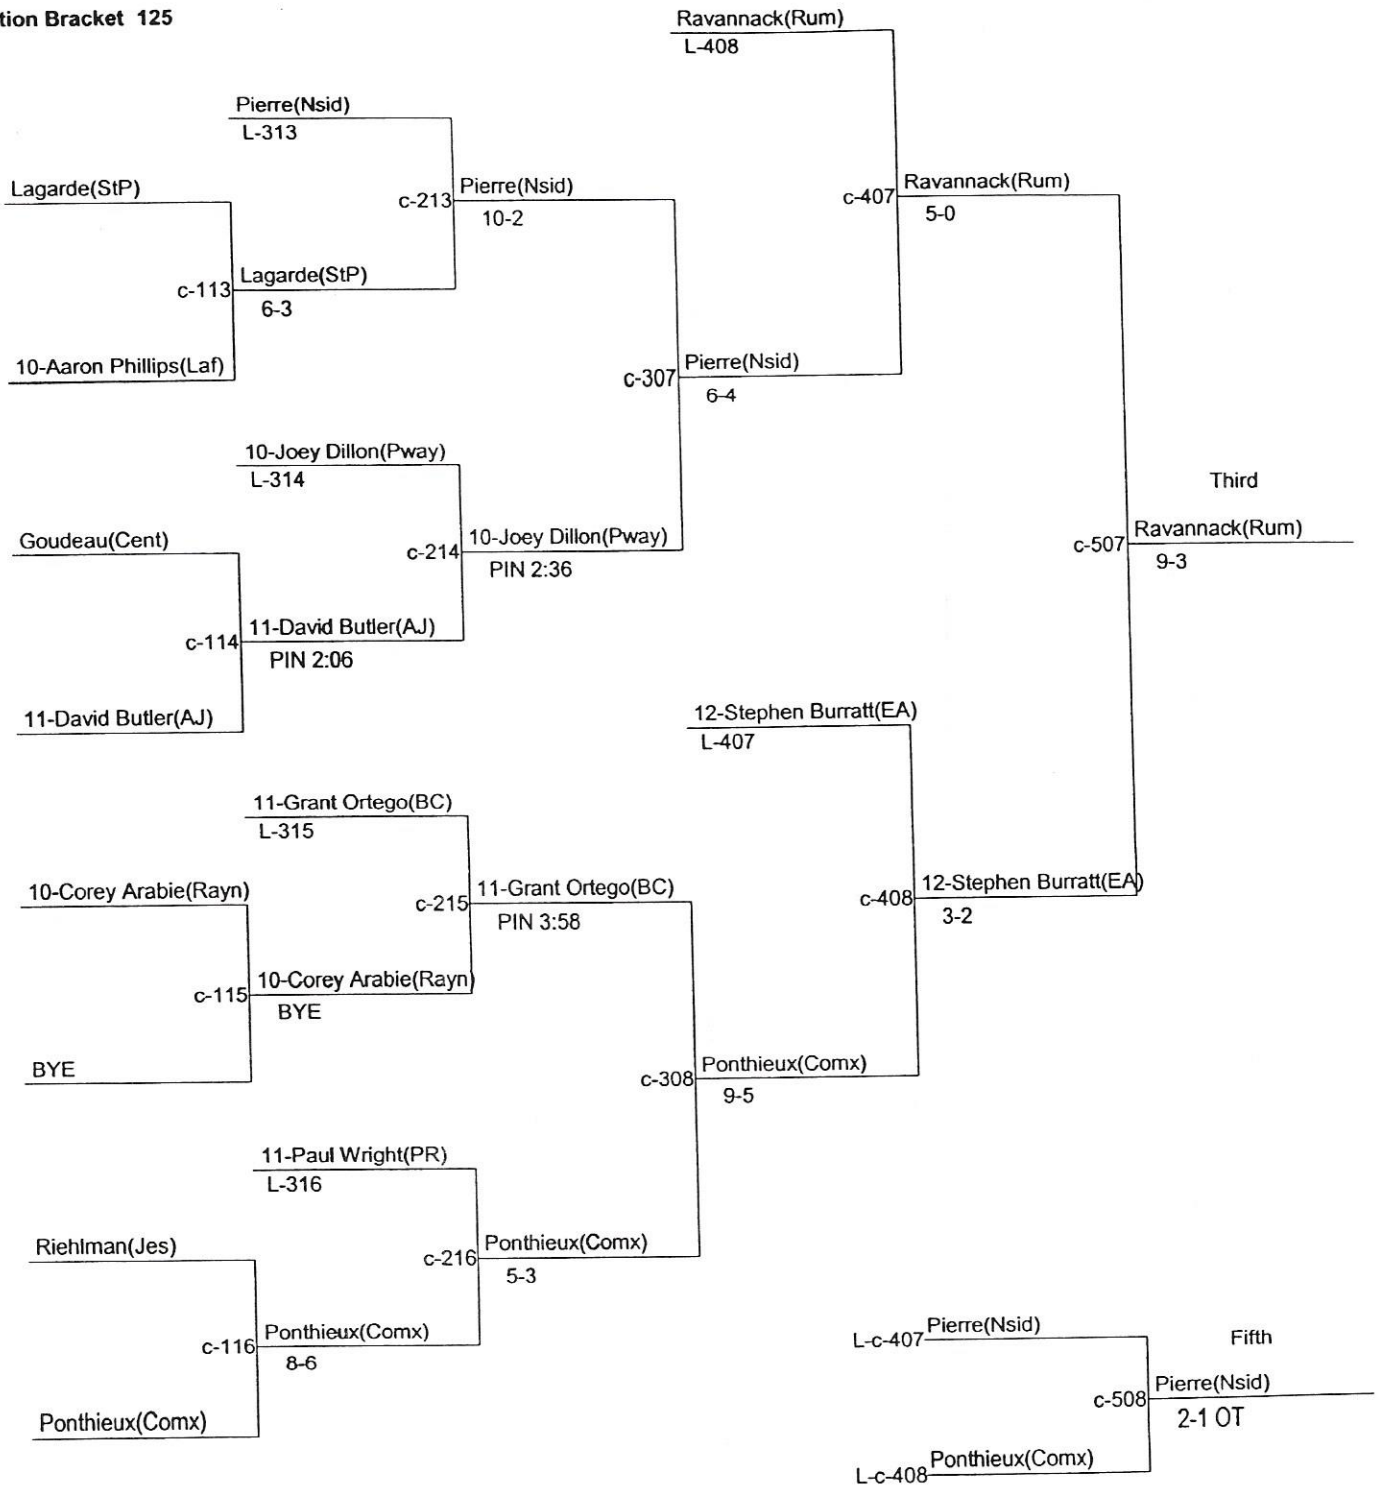 tion Bracket 125
Ravannack(Rum)
L-408
Pierre(Nsid)
L-313
Lagarde(StP)
c-213
Pierre(Nsid)
10-2
c-407
Ravannack(Rum)
5-0
c-113
Lagarde(StP)
6-3
10-Aaron Phillips(Laf)
c-307
Pierre(Nsid)
6-4
10-Joey Dillon(Pway)
L-314
Third
Goudeau(Cent)
c-214
10-Joey Dillon(Pway)
PIN 2:36
c-507
Ravannack(Rum)
9-3
c-114
11-David Butler(AJ)
PIN 2:06
11-David Butler(AJ)
12-Stephen Burratt(EA)
L-407
11-Grant Ortego(BC)
L-315
10-Corey Arabie(Rayn)
c-215
11-Grant Ortego(BC)
PIN 3:58
c-408
12-Stephen Burratt(EA)
3-2
c-115
10-Corey Arabie(Rayn)
BYE
BYE
c-308
Ponthieux(Comx)
9-5
11-Paul Wright(PR)
L-316
Riehlman(Jes)
c-216
Ponthieux(Comx)
5-3
c-116
Ponthieux(Comx)
8-6
L-c-407
Pierre(Nsid)
Fifth
Ponthieux(Comx)
c-508
Pierre(Nsid)
2-1 OT
L-c-408
Ponthieux(Comx)